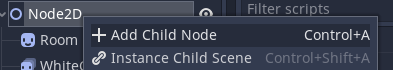 Node2D
Filter scripts
Add Child Node Control+A
Room
Instance Child Scene Control+Shift+A